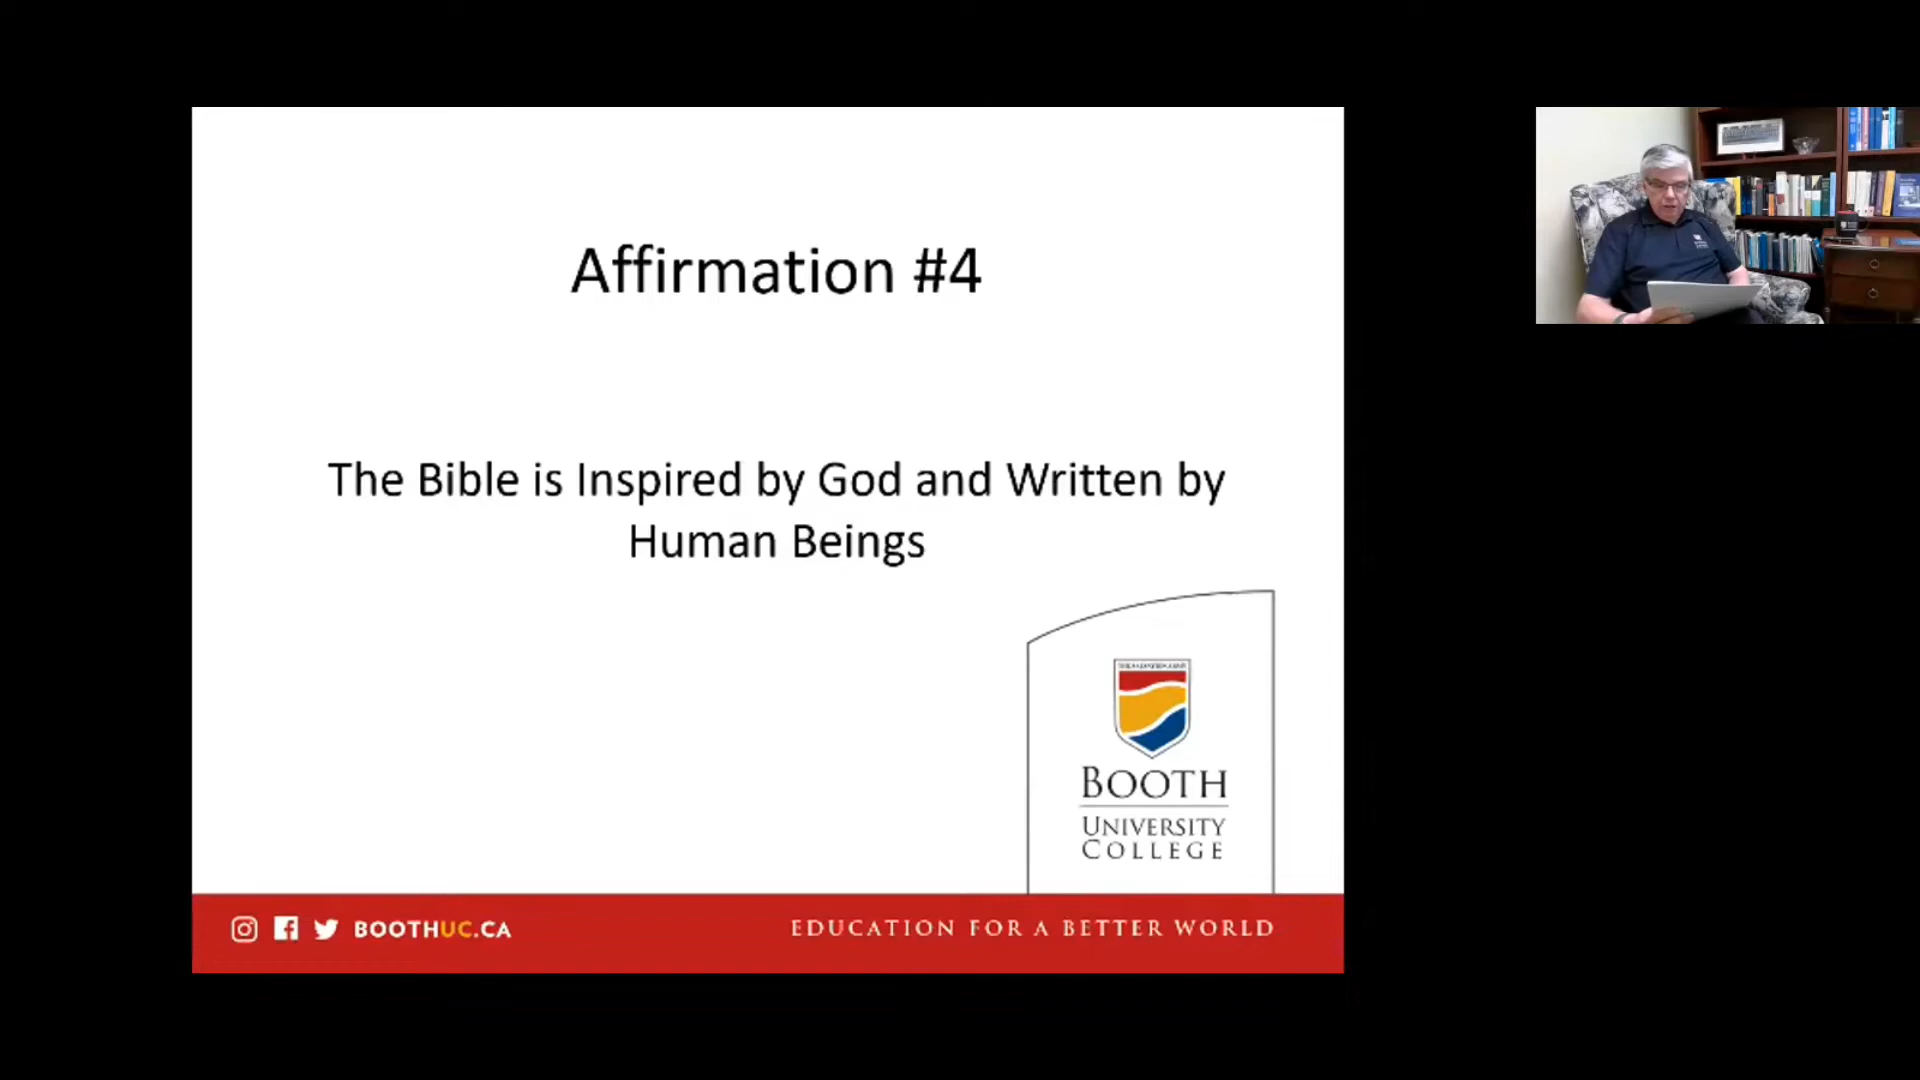 Affirmation #4
The Bible is Inspired by God and Written by
Human Beings
BOOTH
UNIVERSITY
COLLEGE
BOOTHUC.CA
EDUCATION FOR A BETTER WORLD